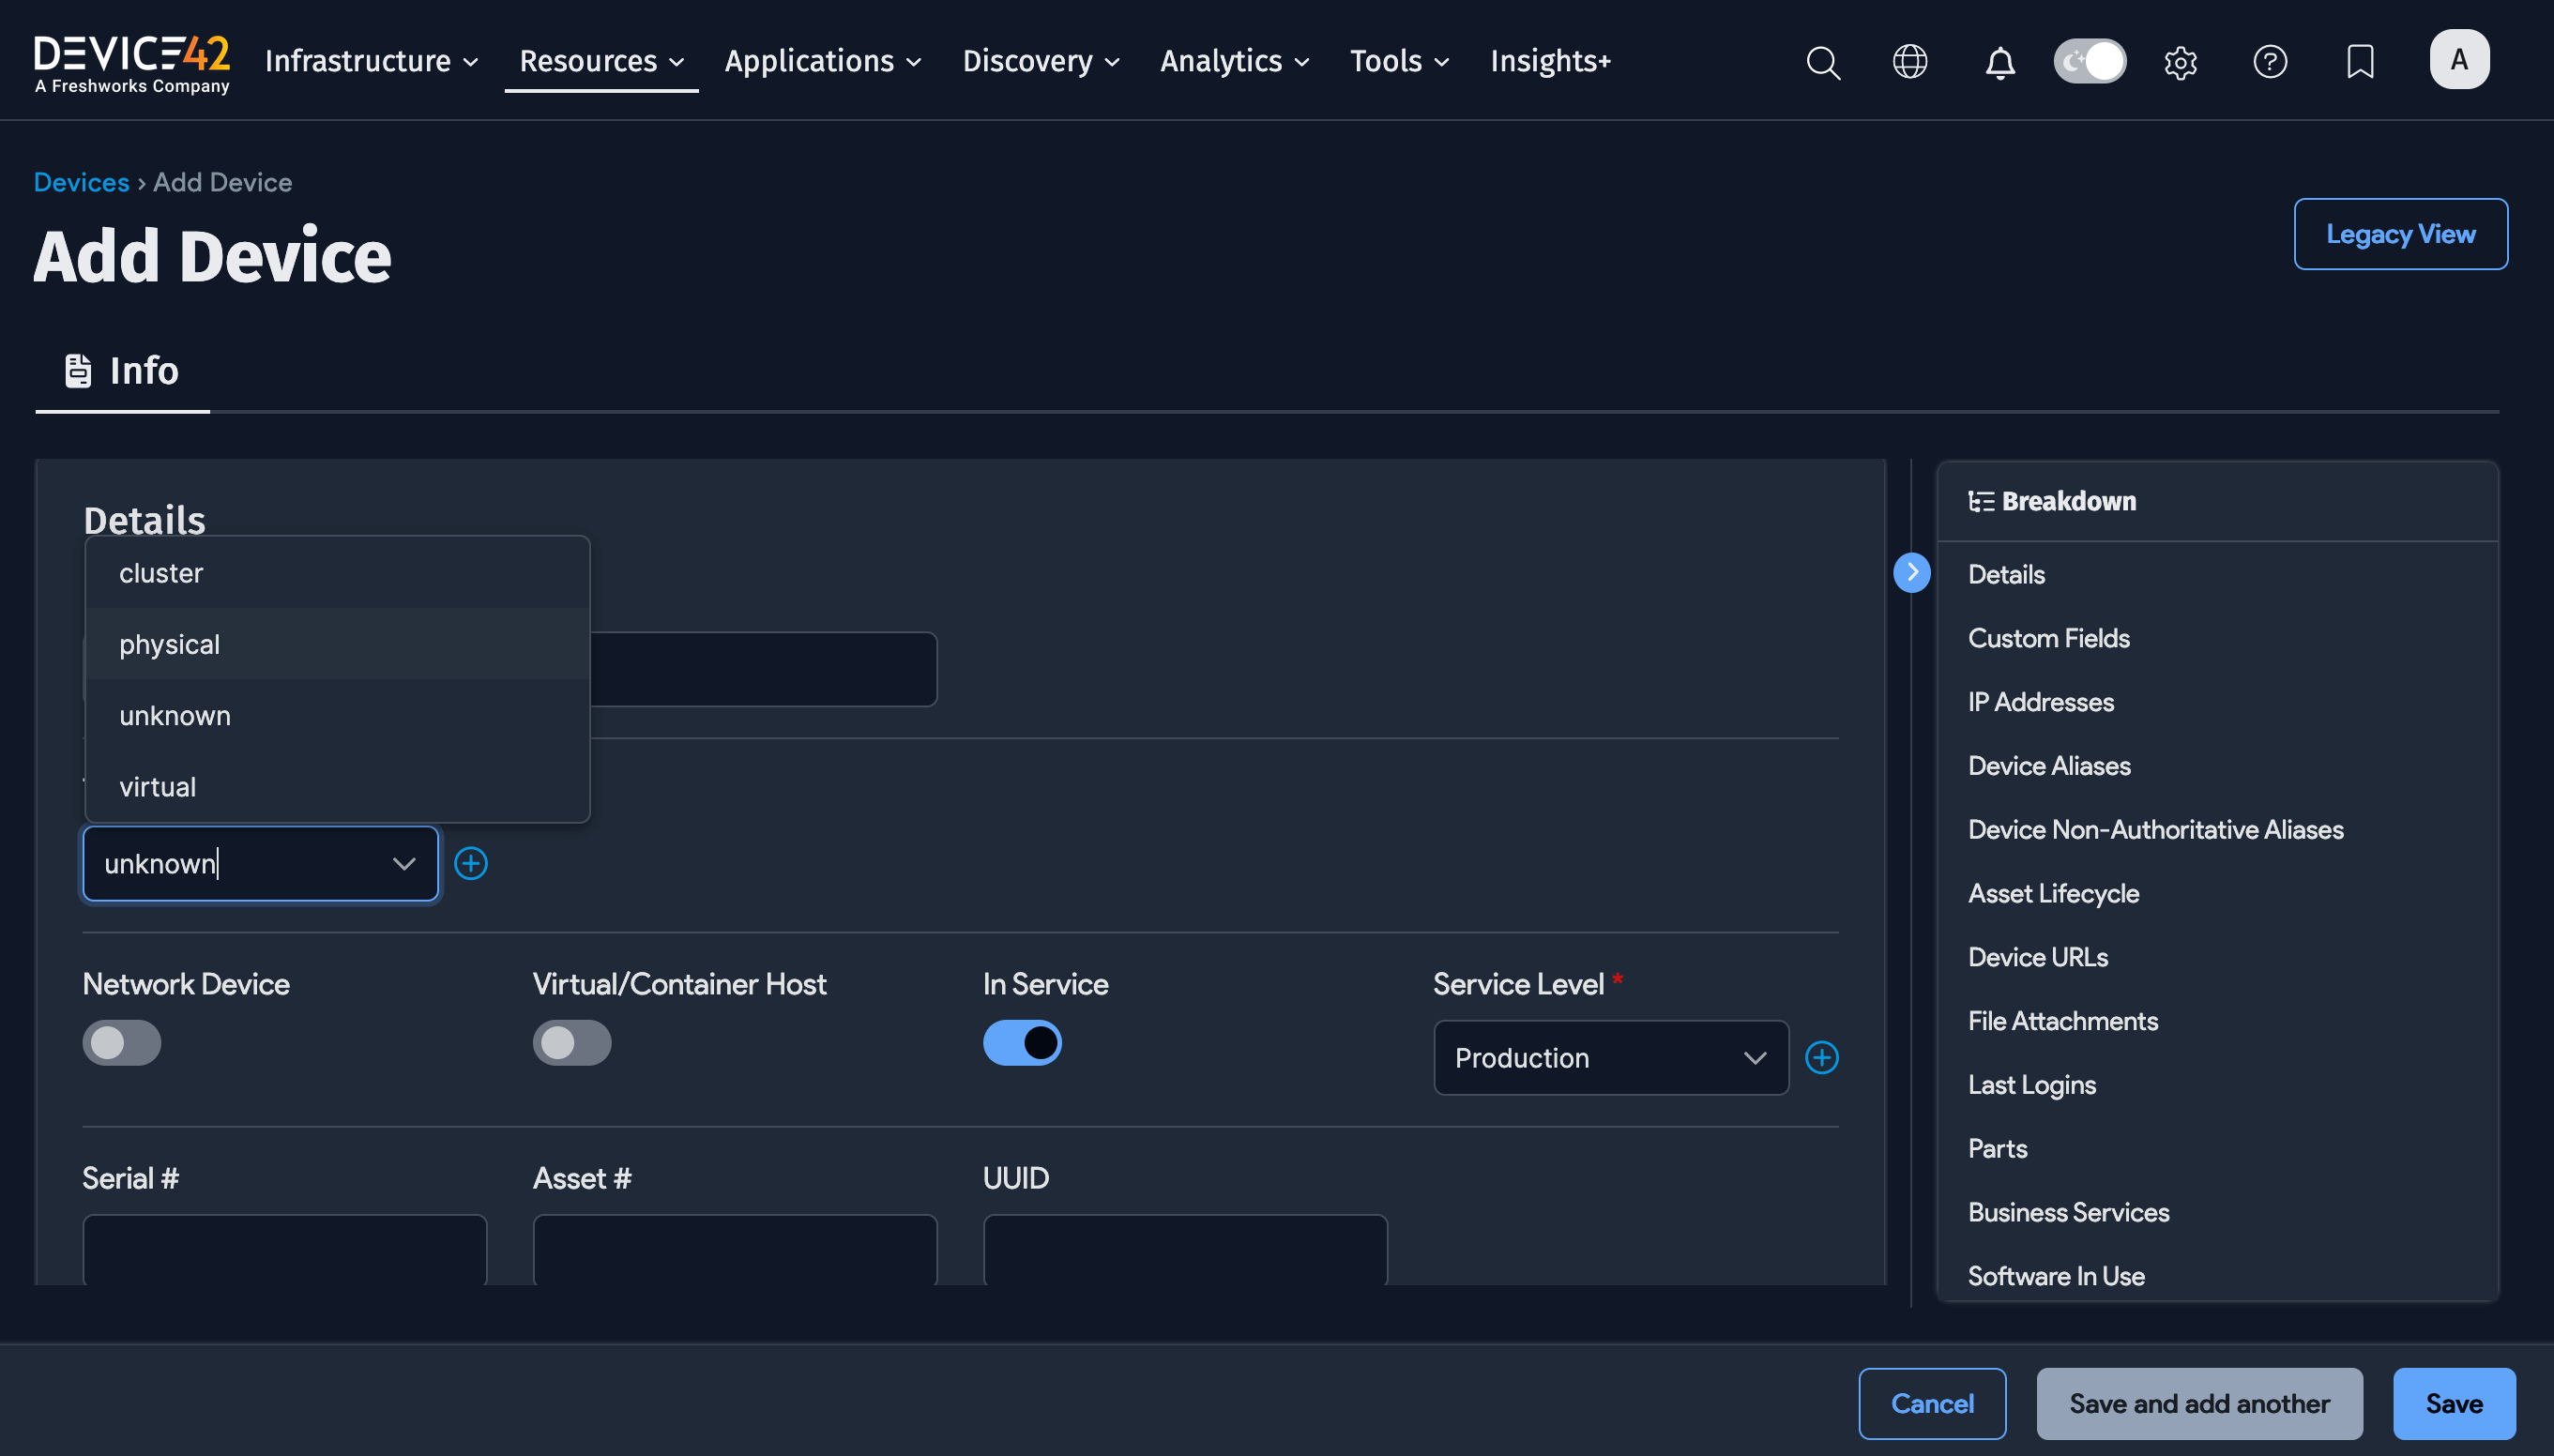 DEVICE42
A Freshworks Company
Infrastructure
Resources
Applications
Discovery
Analytics
Tools
Insights+
A
Devices › Add Device
Add Device
Legacy View
Info
Details
cluster
physical
unknown
virtual
unknown
Network Device
Virtual/Container Host
In Service
Service Level *
Production
Serial #
Asset #
UUID
Breakdown
Details
Custom Fields
IP Addresses
Device Aliases
Device Non-Authoritative Aliases
Asset Lifecycle
Device URLs
File Attachments
Last Logins
Parts
Business Services
Software In Use
Cancel
Save and add another
Save